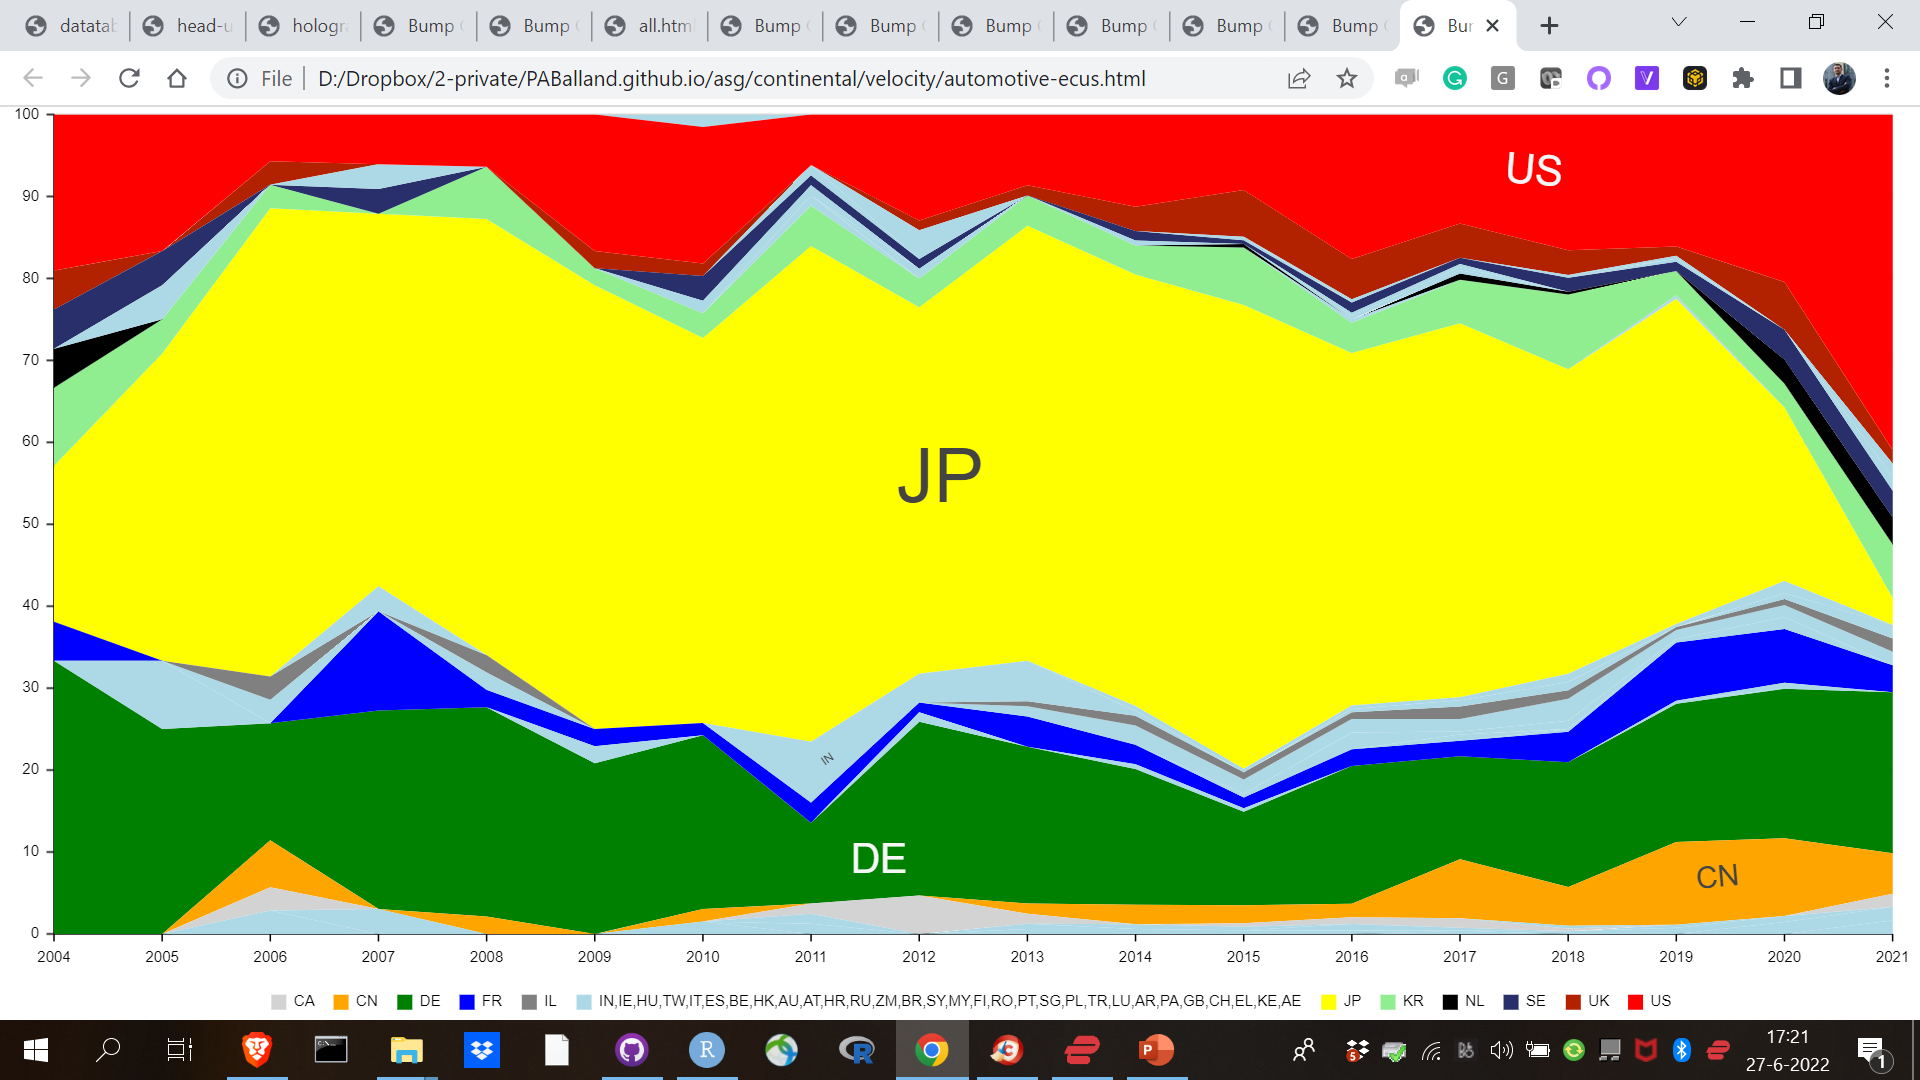 datatab head-u hologra Bump C Bump C all.html Bump C Bump C Bump C Bump C Bump C Bump C Bum
File D:/Dropbox/2-private/PABalland.github.io/asg/continental/velocity/automotive-ecus.html
100
90
80
70
60
50
40
30
20
10
0
US
JP
IN
DE
CN
2004 2005 2006 2007 2008 2009 2010 2011 2012 2013 2014 2015 2016 2017 2018 2019 2020 2021
CA CN DE FR IL IN,IE,HU,TW,IT,ES,BE,HK,AU,AT,HR,RU,ZM,BR,SY,MY,FI,RO,PT,SG,PL,TR,LU,AR,PA,GB,CH,EL,KE,AE JP KR NL SE UK US
17:21
27-6-2022
1